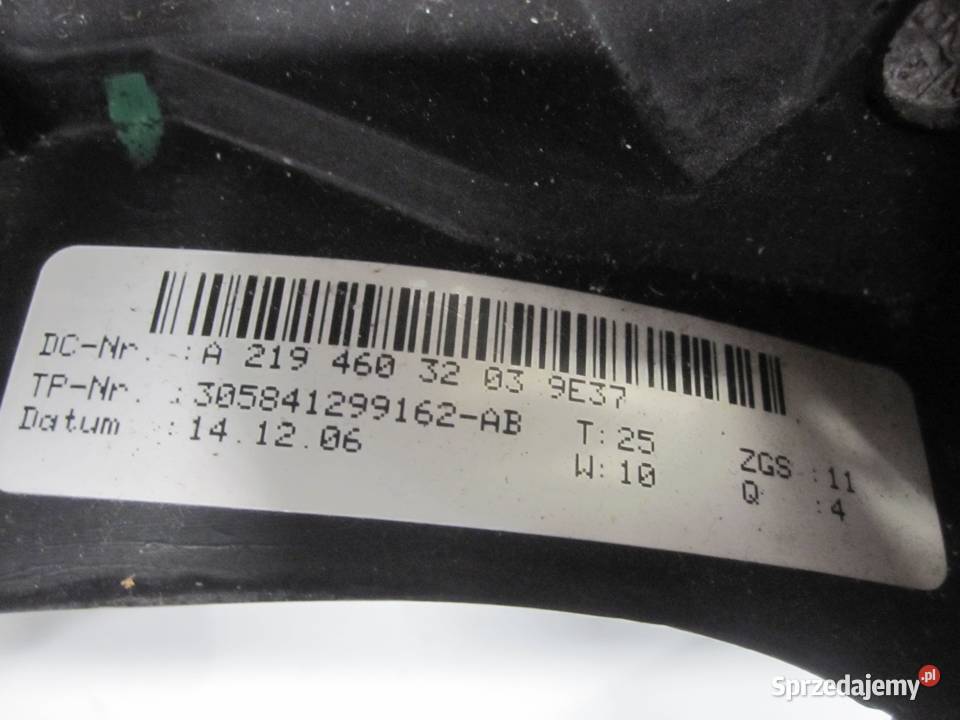 DC-Nr. :A 219 460 32 03 9E37
TP-Nr. :305841299162-AB
Datum :14.12.06
T:25
W:10
ZGS :11
Q :4
Sprzedajemy.pl